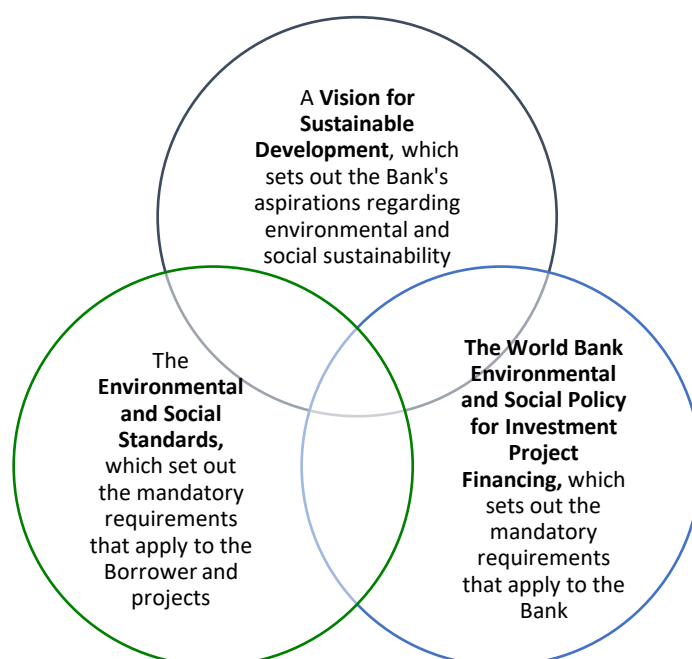 A Vision for
Sustainable
Development, which
sets out the Bank's
aspirations regarding
environmental and
social sustainability
The
Environmental
and Social
Standards,
which set out
the mandatory
requirements
that apply to the
Borrower and
projects
The World Bank
Environmental
and Social Policy
for Investment
Project
Financing, which
sets out the
mandatory
requirements
that apply to the
Bank